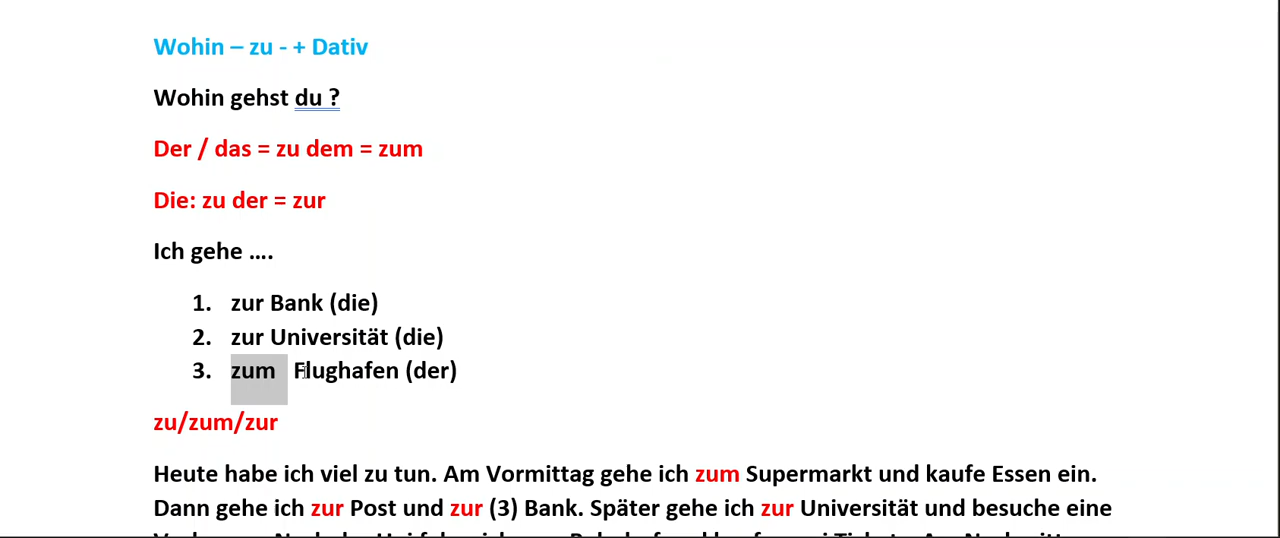 Wohin – zu - + Dativ
Wohin gehst du ?
Der / das = zu dem = zum
Die: zu der = zur
Ich gehe ….
1. zur Bank (die)
2. zur Universität (die)
3. zum Flughafen (der)
zu/zum/zur
Heute habe ich viel zu tun. Am Vormittag gehe ich zum Supermarkt und kaufe Essen ein.
Dann gehe ich zur Post und zur (3) Bank. Später gehe ich zur Universität und besuche eine